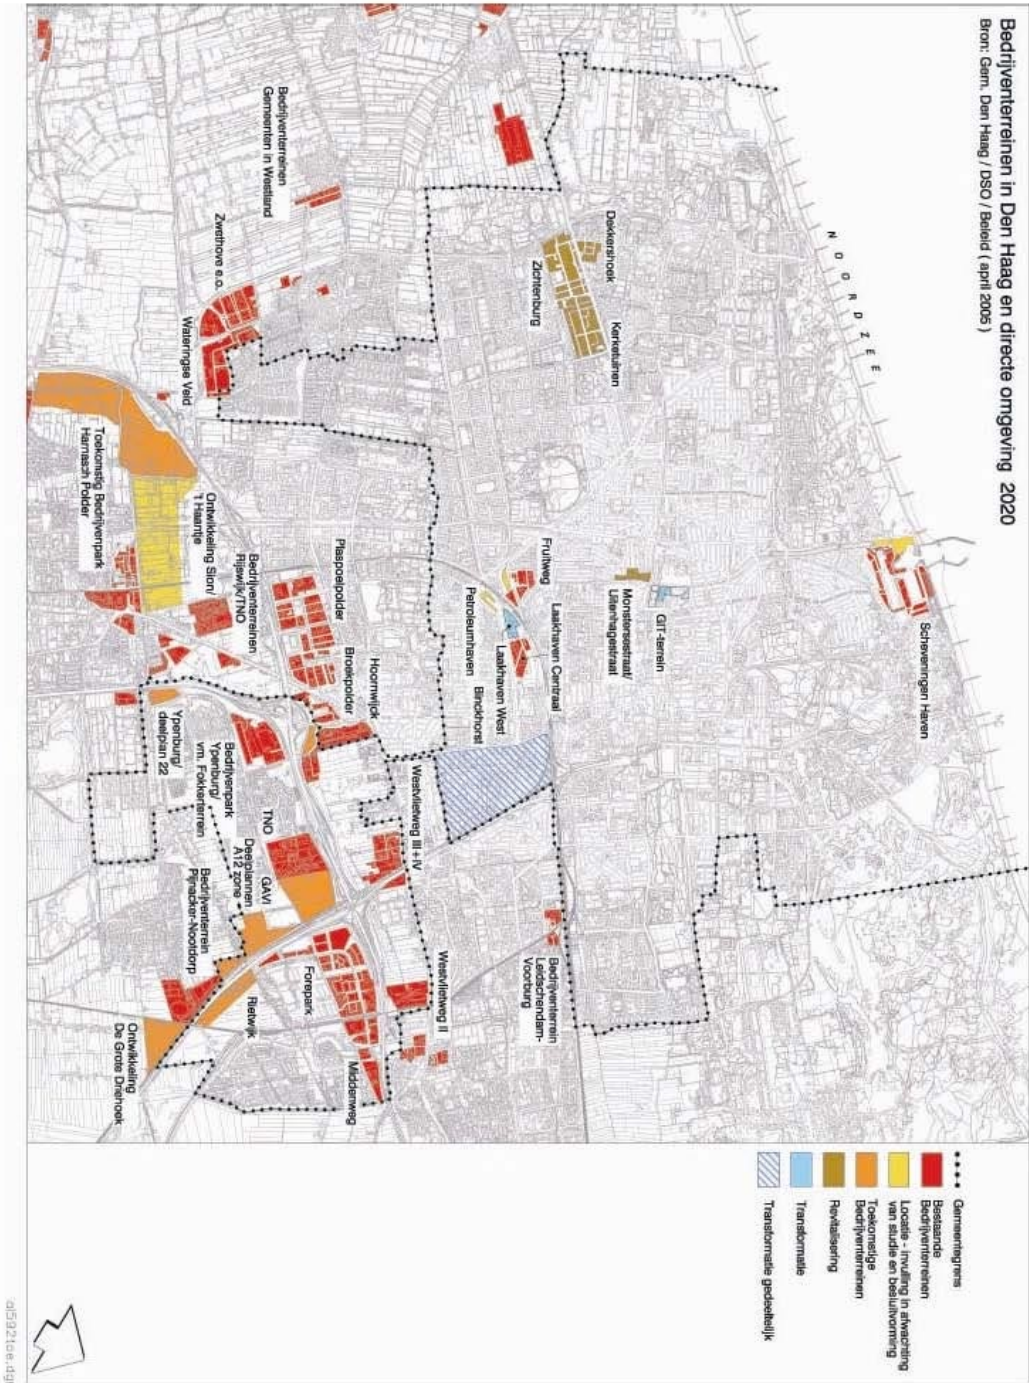 Bedrijventerreinen in Den Haag en directe omgeving 2020
Bron: Gem. Den Haag / DSO / Beleid ( april 2005 )
NOORDZEE
Scheveningen Haven
Dekkershoek
Kerketuinen
Zichtenburg
GIT-terrein
Monstersestraat/
Uitenhagestraat
Fruitweg
Laakhaven Centraal
Laakhaven West
Petroleumhaven
Binckhorst
Bedrijventerreinen
Gemeenten in Westland
Zwethove e.o.
Wateringse Veld
Toekomstig Bedrijvenpark
Harnasch Polder
Ontwikkeling Sion/
't Haantje
Bedrijventerreinen
Rijswijk/TNO
Plaspoelpolder
Broekpolder
Hoornwijck
Westvlietweg III + IV
Westvlietweg II
Bedrijventerrein
Leidschendam-
Voorburg
Ypenburg/
deelplan 22
Bedrijvenpark
Ypenburg/
vm. Fokkerterrein
TNO
GAVI
Deelplannen
A12 zone
Bedrijventerrein
Pijnacker-Nootdorp
Forepark
Rietwijk
Middenweg
Ontwikkeling
De Grote Driehoek
Gemeentegrens
Bestaande
Bedrijventerreinen
Locatie - invulling in afwachting
van studie en besluitvorming
Toekomstige
Bedrijventerreinen
Revitalisering
Transformatie
Transformatie gedeeltelijk